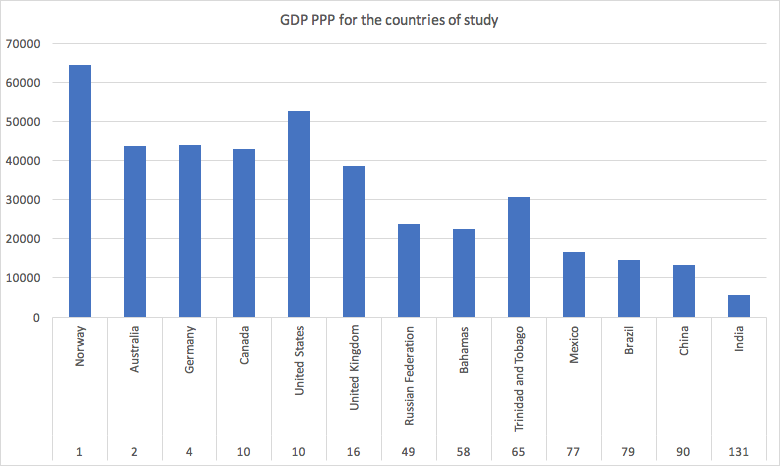 GDP PPP for the countries of study
70000
60000
50000
40000
30000
20000
10000
0
Norway
Australia
Germany
Canada
United States
United Kingdom
Russian Federation
Bahamas
Trinidad and Tobago
Mexico
Brazil
China
India
1 2 4 10 10 16 49 58 65 77 79 90 131